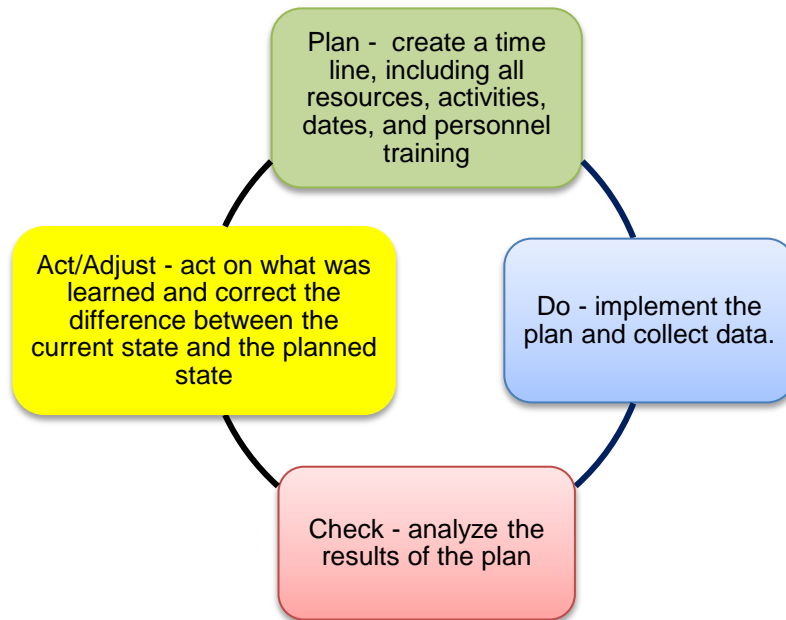 Plan -  create a time
line, including all
resources, activities,
dates, and personnel
training
Do - implement the
plan and collect data.
Check - analyze the
results of the plan
Act/Adjust - act on what was
learned and correct the
difference between the
current state and the planned
state